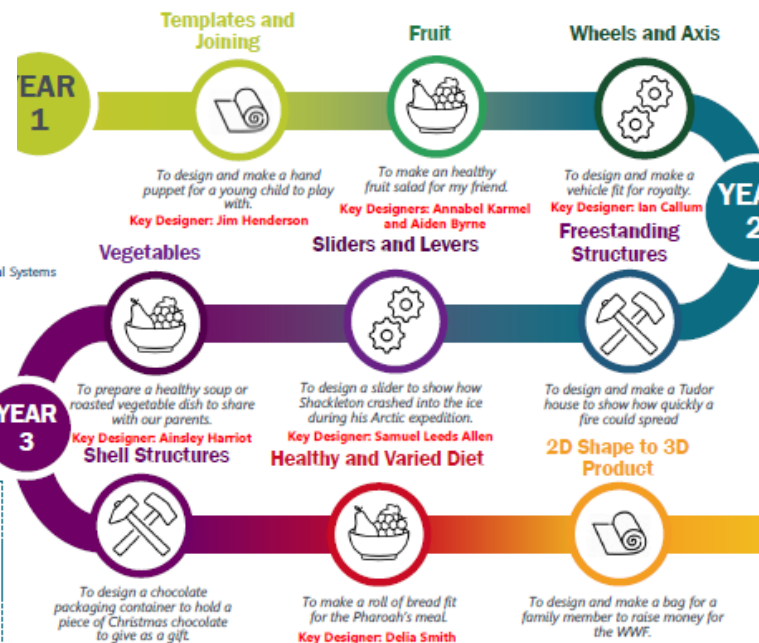 Templates and
Joining
Fruit
Wheels and Axis
YEAR
1
To design and make a hand
puppet for a young child to play
with.
Key Designer: Jim Henderson
To make an healthy
fruit salad for my friend.
Key Designers: Annabel Karmel
and Aiden Byrne
To design and make a
vehicle fit for royalty.
Key Designer: Ian Callum
YEA
2
Vegetables
Sliders and Levers
Freestanding
Structures
al Systems
To prepare a healthy soup or
roasted vegetable dish to share
with our parents.
Key Designer: Ainsley Harriot
To design a slider to show how
Shackleton crashed into the ice
during his Arctic expedition.
Key Designer: Samuel Leeds Allen
To design and make a Tudor
house to show how quickly a
fire could spread
YEAR
3
Shell Structures
Healthy and Varied Diet
2D Shape to 3D
Product
To design a chocolate
packaging container to hold a
piece of Christmas chocolate
to give as a gift.
To make a roll of bread fit
for the Pharoah's meal.
Key Designer: Delia Smith
To design and make a bag for a
family member to raise money for
the WWF.